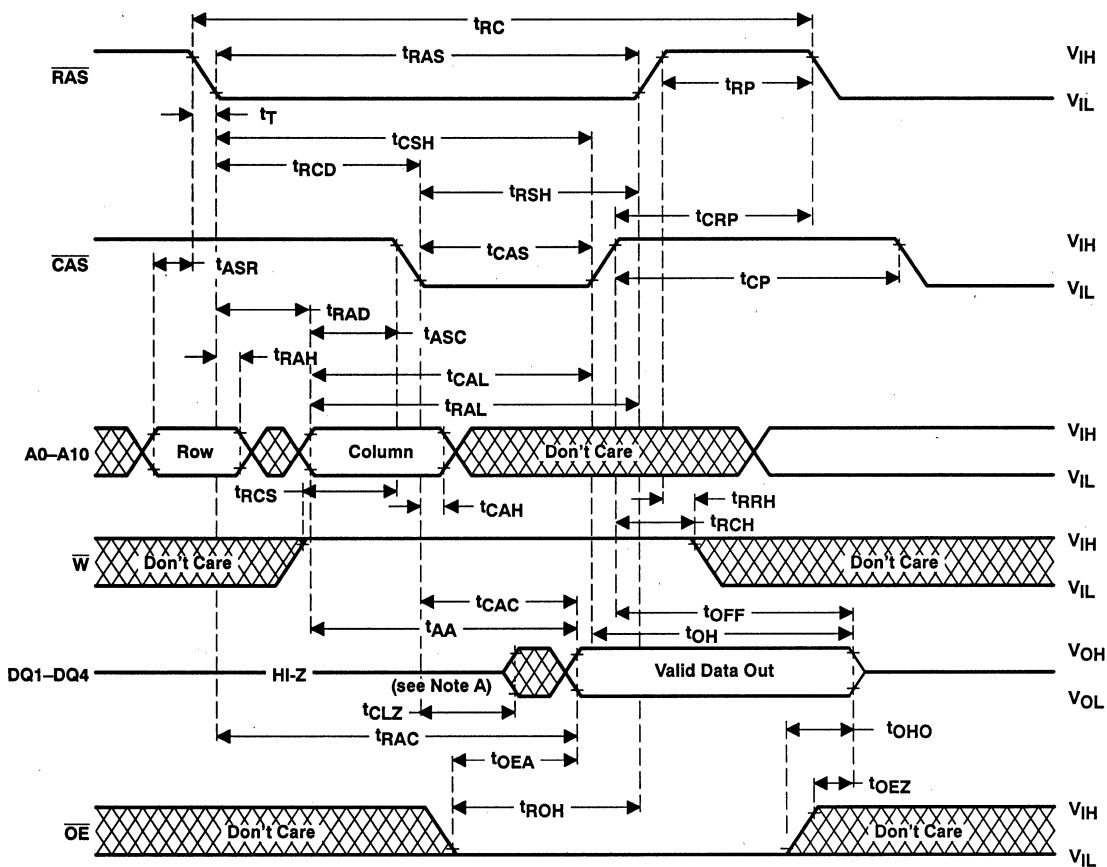 tRC
tRAS
VIH
RAS
tRP
VIL
tT
tCSH
tRCD
tRSH
tCRP
VIH
CAS
tASR
tCAS
tCP
VIL
tRAD
tASC
tRAH
tCAL
tRAL
VIH
A0–A10
Row
Column
Don't Care
VIL
tRCS
tCAH
tRRH
tRCH
VIH
W
Don't Care
Don't Care
VIL
tCAC
tOFF
tAA
tOH
VOH
DQ1–DQ4
HI-Z
Valid Data Out
(see Note A)
VOL
tCLZ
tRAC
tOHO
tOEA
tOEZ
tROH
VIH
OE
Don't Care
Don't Care
VIL